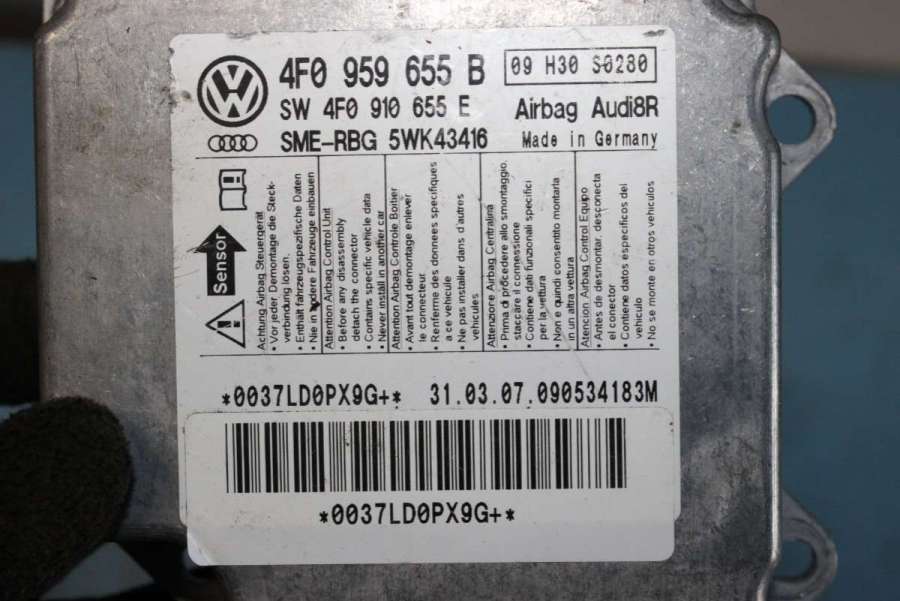 4F0 959 655 B
09 H30 S0280
SW 4F0 910 655 E
Airbag Audi8R
SME-RBG 5WK43416
Made in Germany
Sensor
Achtung Airbag Steuergerät
• Vor jeder Demontage die Steck-
verbindung lösen.
• Enthält fahrzeugspezifische Daten
• Nie in andere Fahrzeuge einbauen
Attention Airbag Control Unit
• Before any disassembly
detach the connector
• Contains specific vehicle data
• Never install in another car
Attention Airbag Controle Boitier
• Avant tout demontage enlever
le connecteur
• Renferme des donnees specifiques
a ce vehicule
• Ne pas installer dans d'autres
vehicules
Attenzione Airbag Centralina
• Prima di procedere allo smontaggio,
staccare il connessione
• Contiene dati funzionali specifici
per la vettura
• Non e quindi consentito montarla
in un altra vettura
Atencion Airbag Control Equipo
• Antes de desmontar, desconecta
el conector
• Contiene datos especificos del
vehiculo
• No se monte en otros vehiculos
*0037LD0PX9G+* 31.03.07.090534183M
*0037LD0PX9G+*